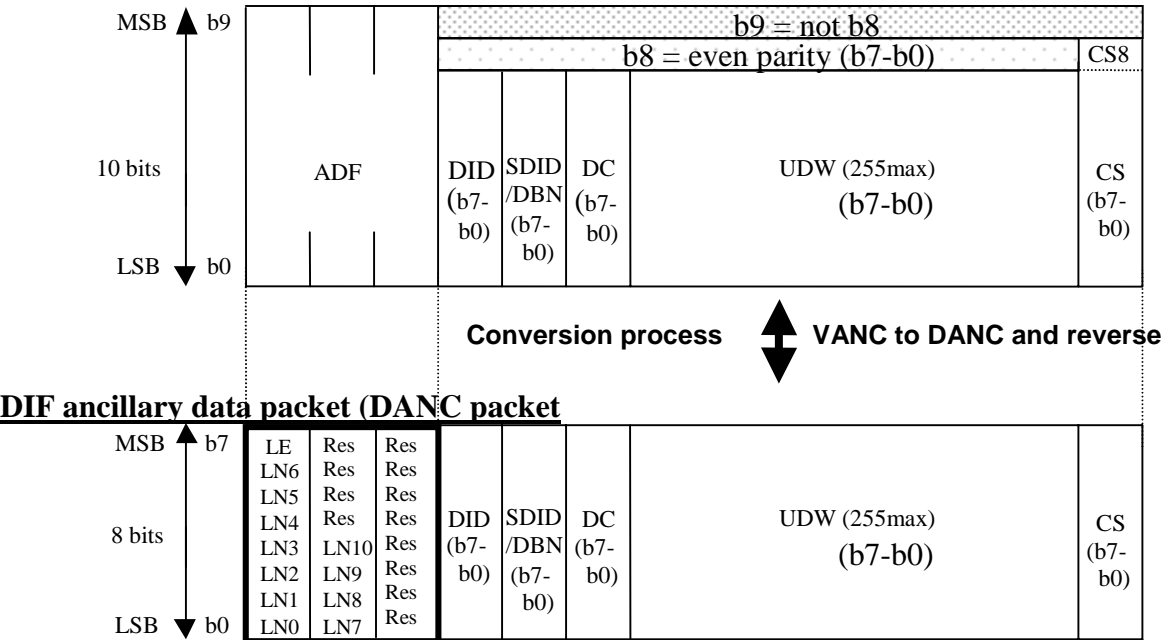 MSB b9
b9 = not b8
b8 = even parity (b7-b0)
CS8
10 bits
ADF
DID
(b7-
b0)
SDID
/DBN
(b7-
b0)
DC
(b7-
b0)
UDW (255max)
(b7-b0)
CS
(b7-
b0)
LSB b0
Conversion process VANC to DANC and reverse
DIF ancillary data packet (DANC packet
MSB b7
8 bits
LSB b0
LE Res Res
LN6 Res Res
LN5 Res Res
LN4 Res Res
LN3 LN10 Res
LN2 LN9 Res
LN1 LN8 Res
LN0 LN7 Res
DID
(b7-
b0)
SDID
/DBN
(b7-
b0)
DC
(b7-
b0)
UDW (255max)
(b7-b0)
CS
(b7-
b0)